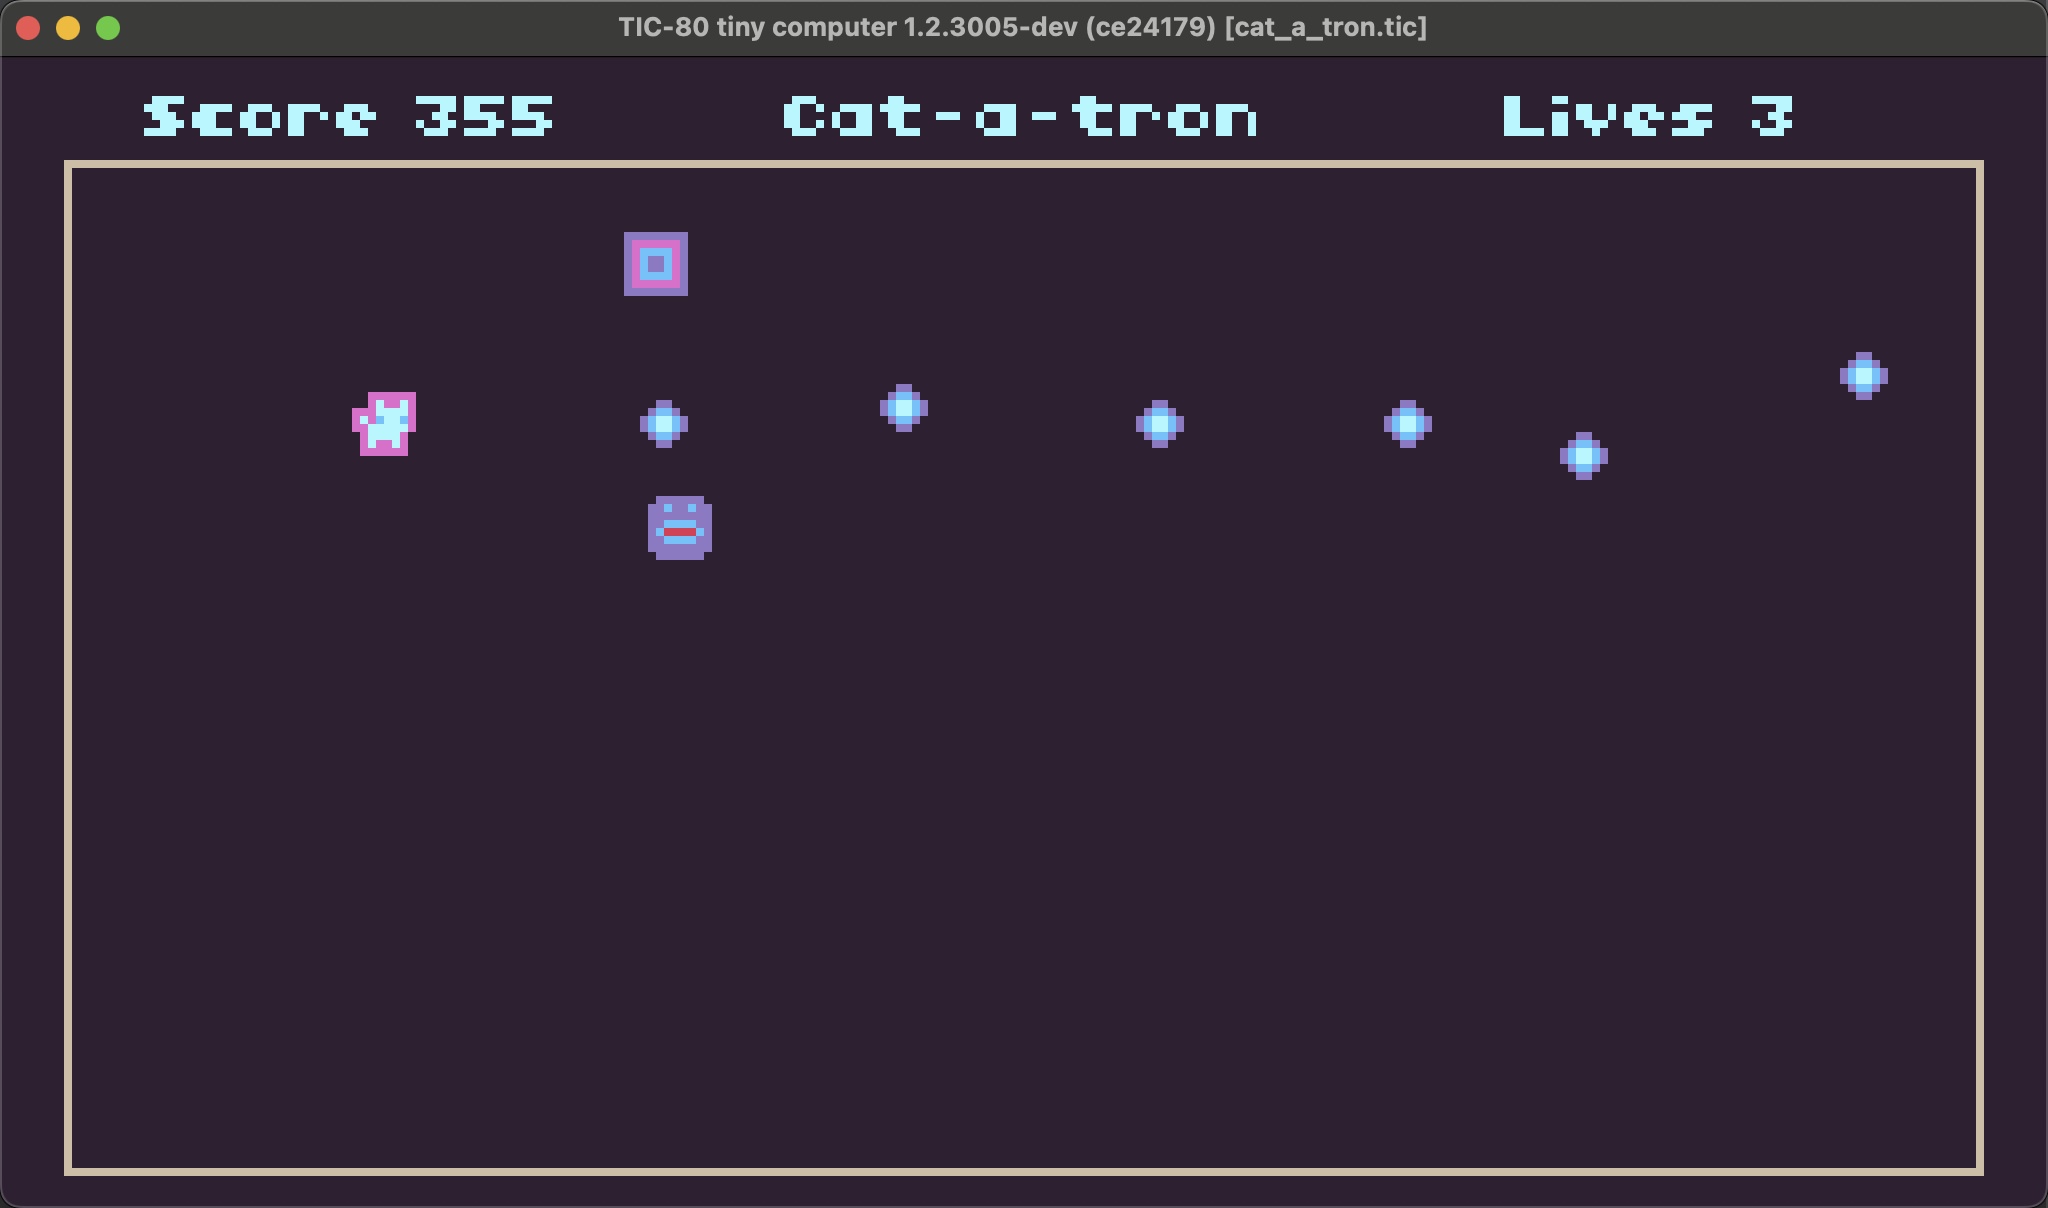 TIC-80 tiny computer 1.2.3005-dev (ce24179) [cat_a_tron.tic]
Score 355 Cat-a-tron Lives 3